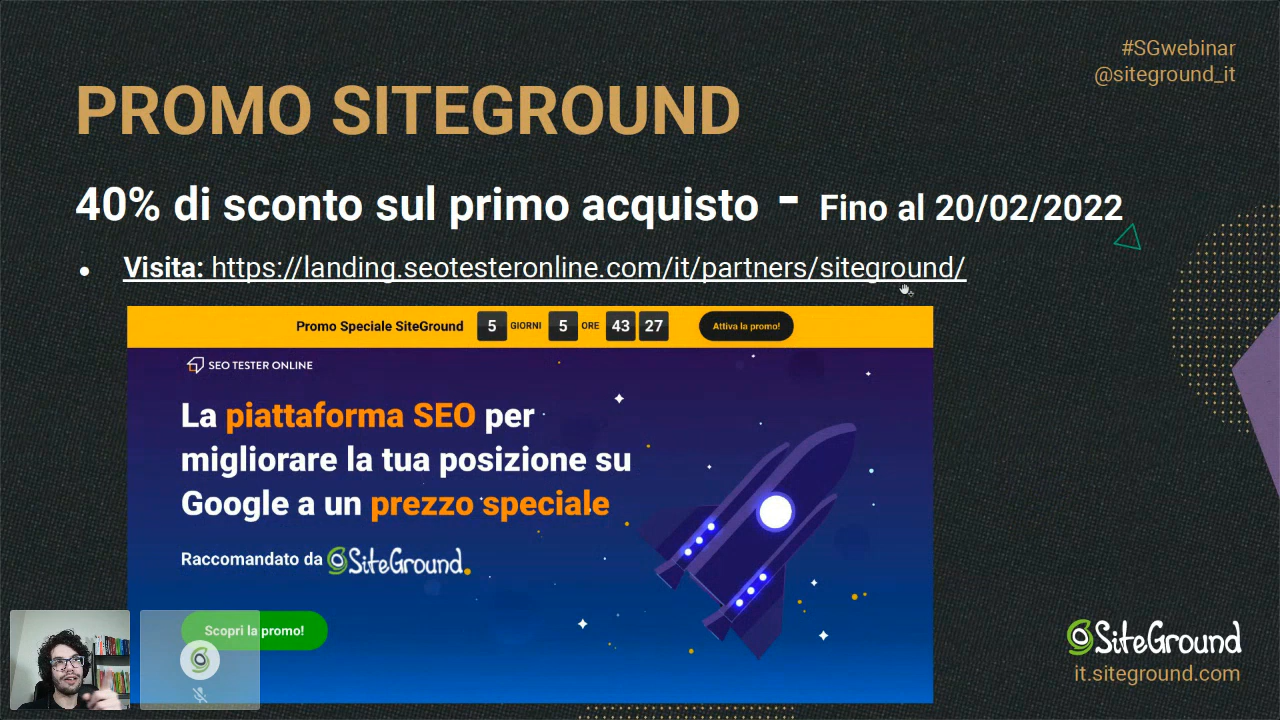 #SGwebinar
@siteground_it
PROMO SITEGROUND
40% di sconto sul primo acquisto - Fino al 20/02/2022
• Visita: https://landing.seotesteronline.com/it/partners/siteground/
Promo Speciale SiteGround 5 GIORNI 5 ORE 43 27 Attiva la promo!
SEO TESTER ONLINE
La piattaforma SEO per
migliorare la tua posizione su
Google a un prezzo speciale
Raccomandato da SiteGround.
Scopri la promo!
SiteGround
it.siteground.com